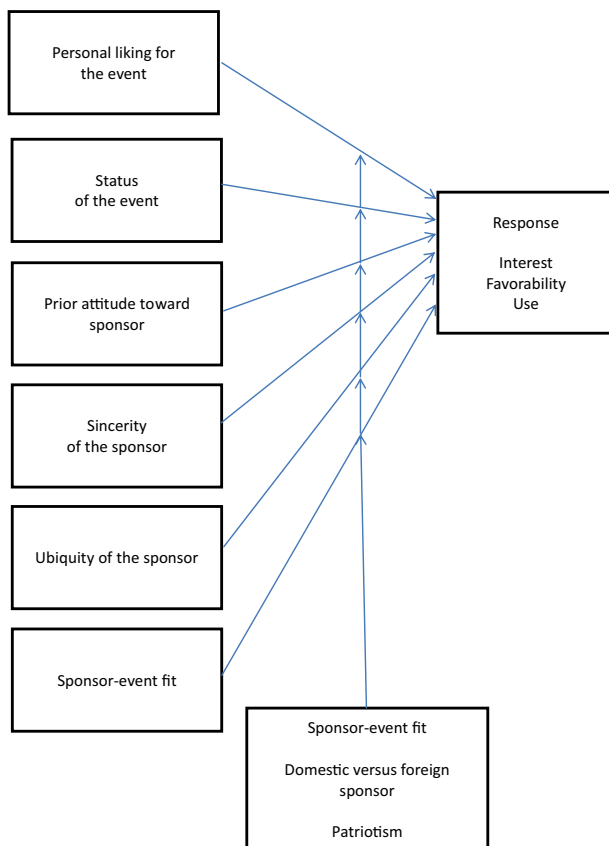 Personal liking for
the event
Status
of the event
Prior attitude toward
sponsor
Sincerity
of the sponsor
Ubiquity of the sponsor
Sponsor-event fit
Response
Interest
Favorability
Use
Sponsor-event fit
Domestic versus foreign
sponsor
Patriotism